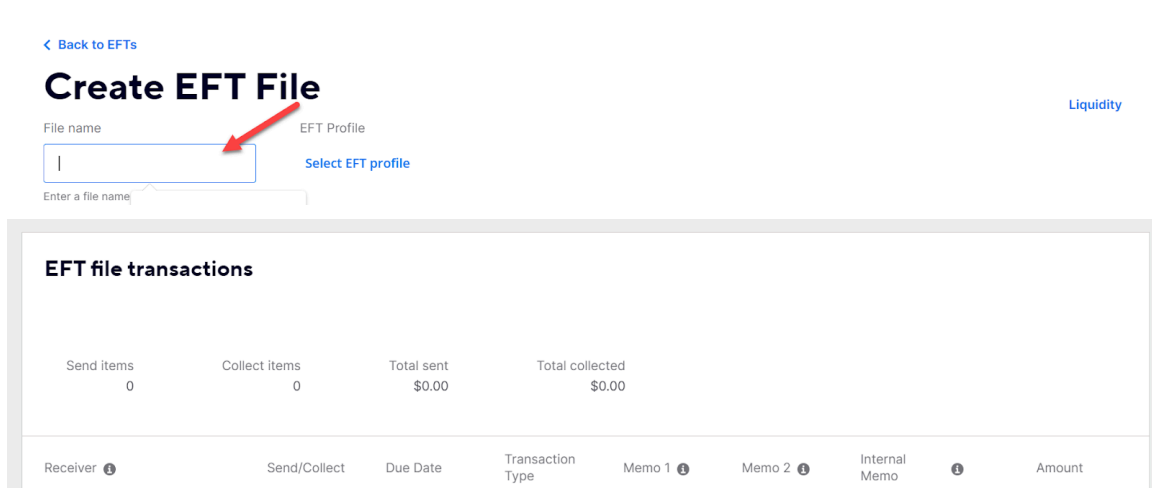 Back to EFTs
Create EFT File
Liquidity
File name EFT Profile
Select EFT profile
Enter a file name
EFT file transactions
Send items Collect items Total sent Total collected
0 0 $0.00 $0.00
Receiver Send/Collect Due Date Transaction Type Memo 1 Memo 2 Internal Memo Amount